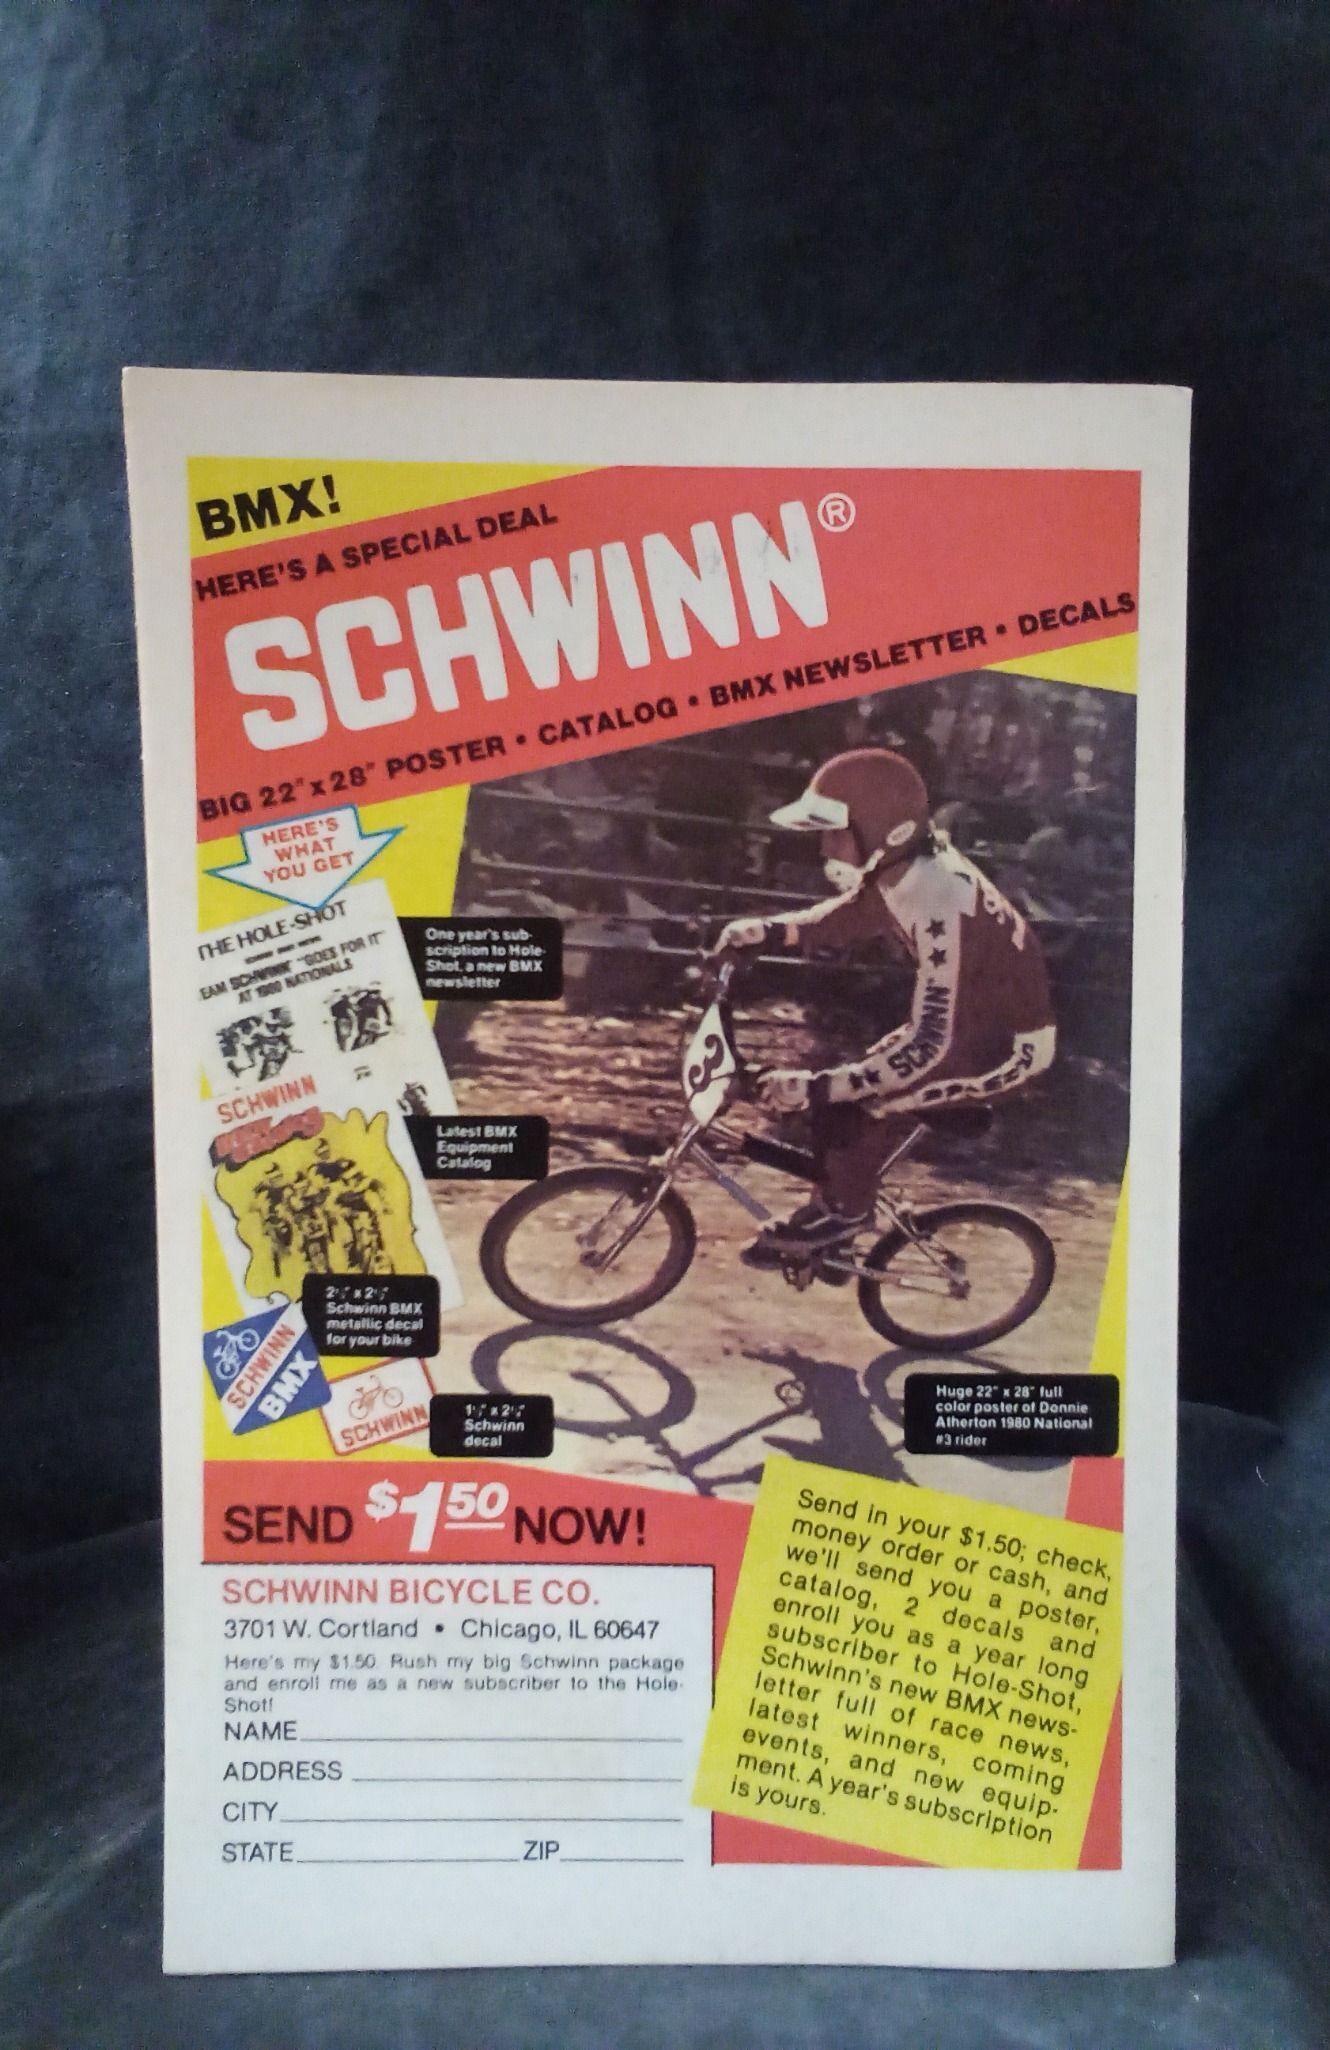 BMX!
HERE'S A SPECIAL DEAL
SCHWINN®
BIG 22" x 28" POSTER • CATALOG • BMX NEWSLETTER • DECALS
HERE'S
WHAT
YOU GET
THE HOLE-SHOT
EAM SCHWINN "GOES FOR IT"
AT 1980 NATIONALS
One year's sub-
scription to Hole-
Shot, a new BMX
newsletter
SCHWINN
Latest BMX
Equipment
Catalog
2½" x 2½"
Schwinn BMX
metallic decal
for your bike
SCHWINN
BMX
SCHWINN
1½" x 2½"
Schwinn
decal
3
SCHWINN
Huge 22" x 28" full
color poster of Donnie
Atherton 1980 National
#3 rider
SEND $1.50 NOW!
SCHWINN BICYCLE CO.
3701 W. Cortland • Chicago, IL 60647
Here's my $1.50. Rush my big Schwinn package
and enroll me as a new subscriber to the Hole-
Shot!
NAME
ADDRESS
CITY
STATE ZIP
Send in your $1.50; check,
money order or cash, and
we'll send you a poster,
catalog, 2 decals and
enroll you as a year long
subscriber to Hole-Shot,
Schwinn's new BMX news-
letter full of race news,
latest winners, coming
events, and new equip-
ment. A year's subscription
is yours.